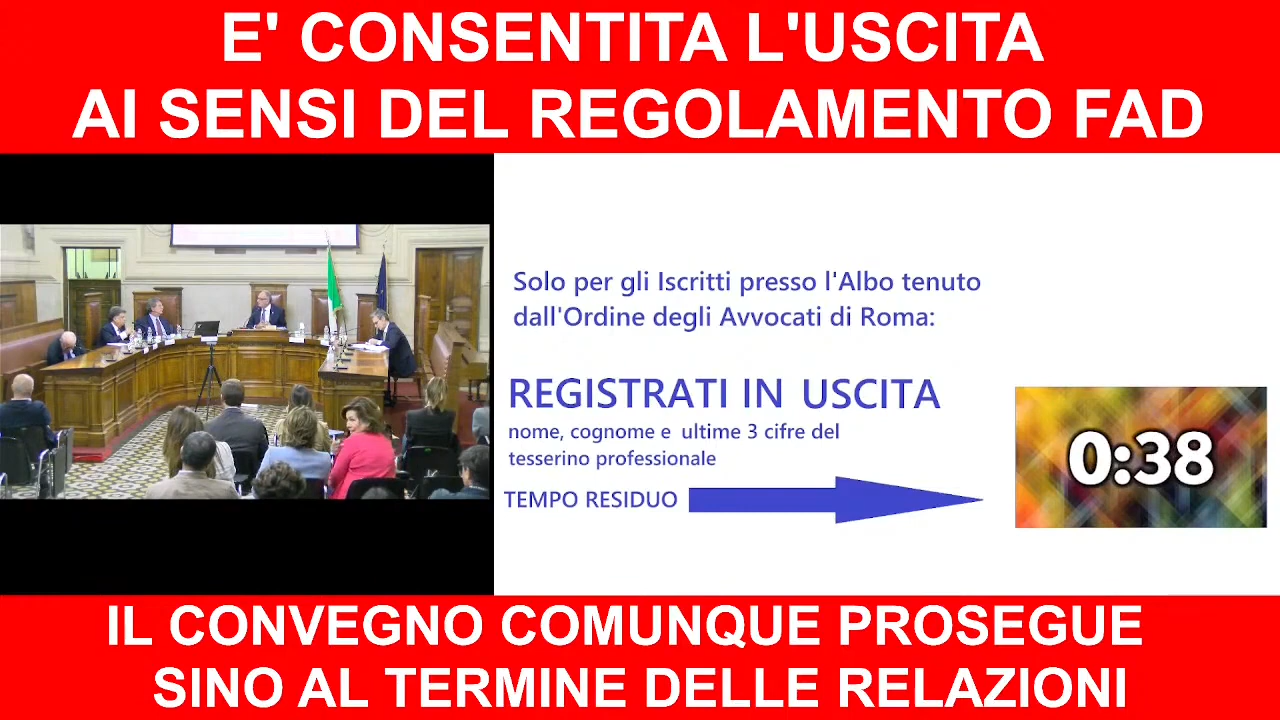 E' CONSENTITA L'USCITA
AI SENSI DEL REGOLAMENTO FAD
Solo per gli Iscritti presso l'Albo tenuto
dall'Ordine degli Avvocati di Roma:
REGISTRATI IN USCITA
nome, cognome e ultime 3 cifre del
tesserino professionale
TEMPO RESIDUO
0:38
IL CONVEGNO COMUNQUE PROSEGUE
SINO AL TERMINE DELLE RELAZIONI